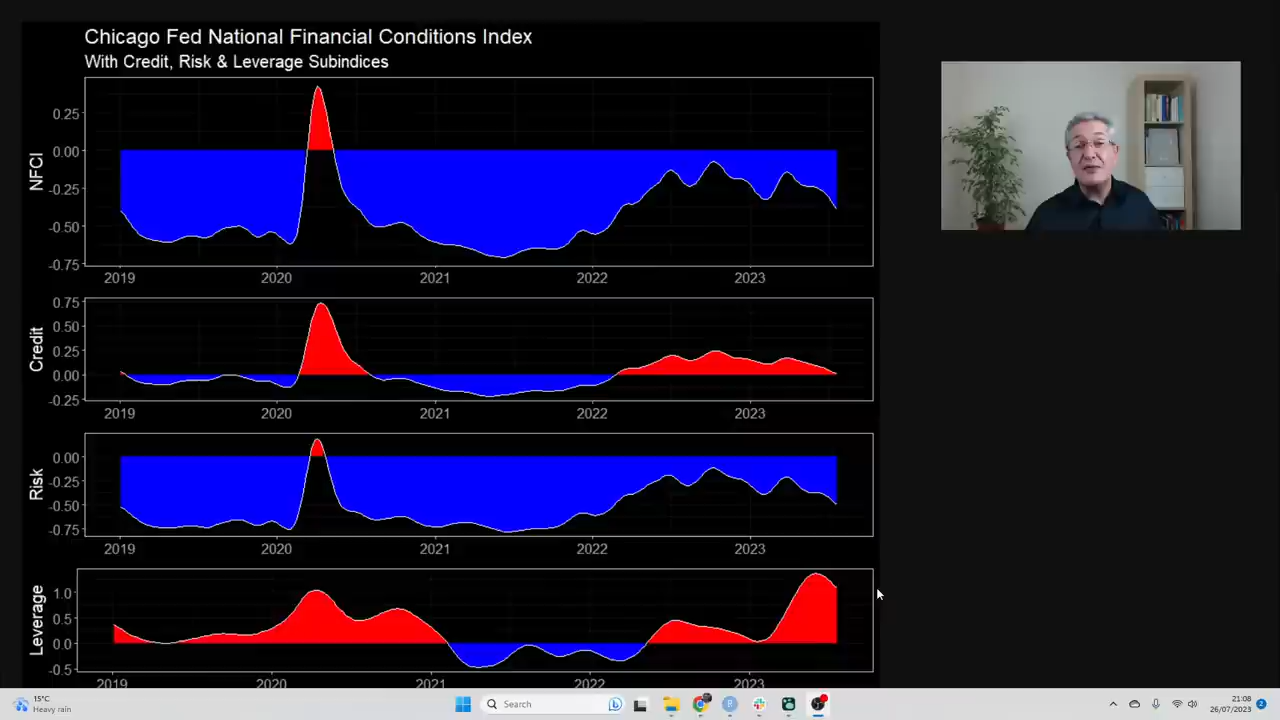 Chicago Fed National Financial Conditions Index
With Credit, Risk & Leverage Subindices
NFCI
0.25
0.00
-0.25
-0.50
-0.75
2019 2020 2021 2022 2023
Credit
0.75
0.50
0.25
0.00
-0.25
2019 2020 2021 2022 2023
Risk
0.00
-0.25
-0.50
-0.75
2019 2020 2021 2022 2023
Leverage
1.0
0.5
0.0
-0.5
2019 2020 2021 2022 2023
15°C
Heavy rain
Search
21:08
26/07/2023
2